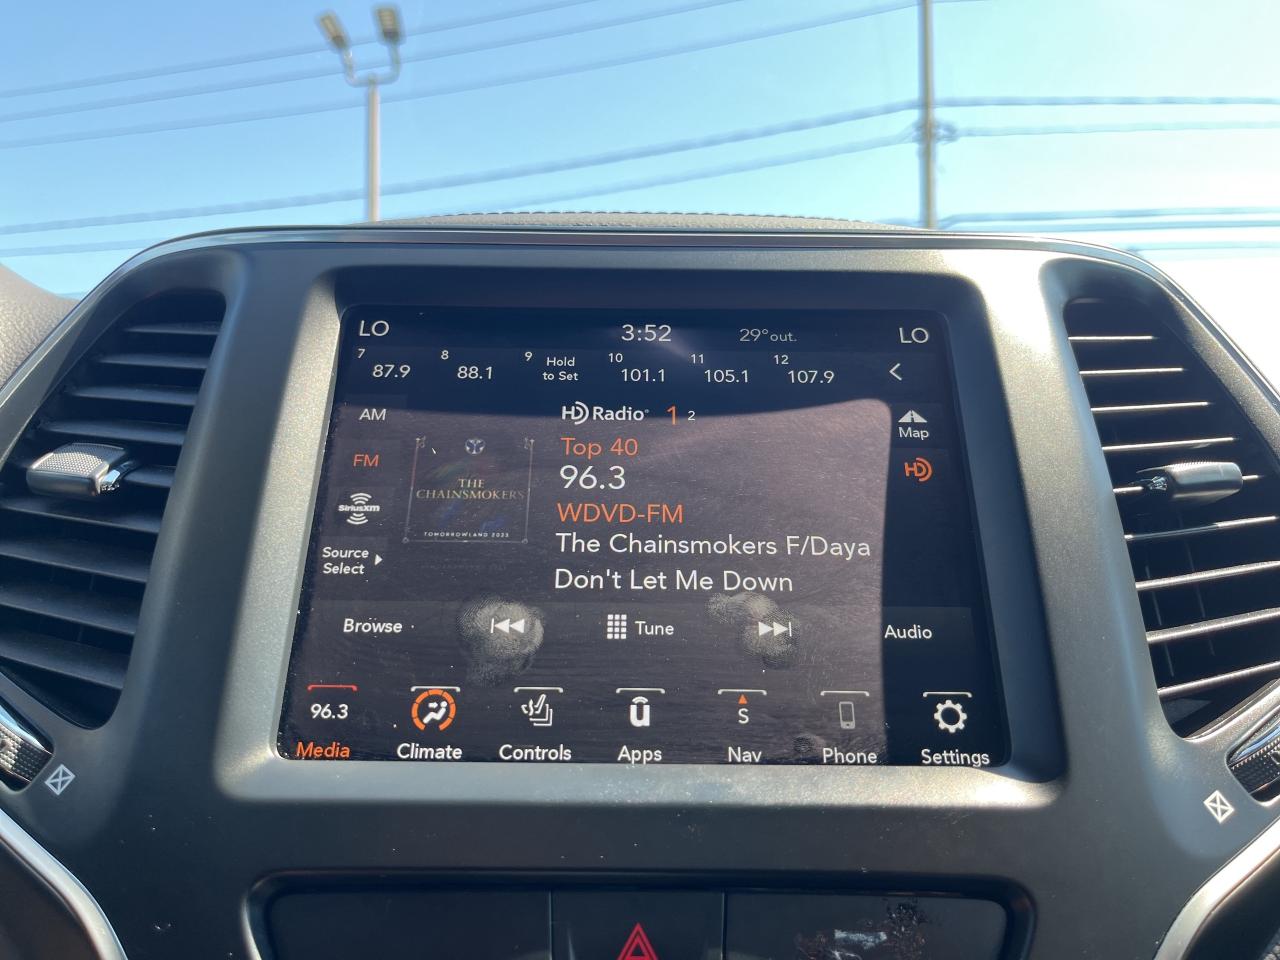 LO 3:52 29° out. LO
7 87.9 8 88.1 9 Hold to Set 10 101.1 11 105.1 12 107.9
AM
FM
SiriusXM
Source
Select
THE
CHAINSMOKERS
TOMORROWLAND 2023
HD Radio 1 2
Top 40
96.3
WDVD-FM
The Chainsmokers F/Daya
Don't Let Me Down
Map
HD
Browse Tune Audio
96.3 u S
Media Climate Controls Apps Nav Phone Settings